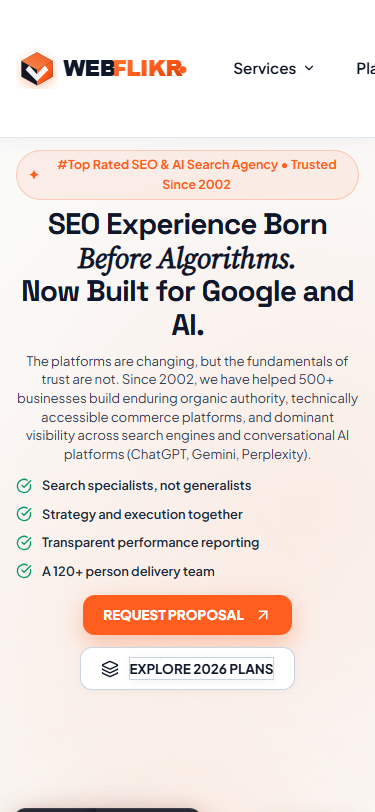 WEBFLIKR
Services
#Top Rated SEO & AI Search Agency • Trusted
Since 2002
SEO Experience Born
Before Algorithms.
Now Built for Google and
AI.
The platforms are changing, but the fundamentals of
trust are not. Since 2002, we have helped 500+
businesses build enduring organic authority, technically
accessible commerce platforms, and dominant
visibility across search engines and conversational AI
platforms (ChatGPT, Gemini, Perplexity).
Search specialists, not generalists
Strategy and execution together
Transparent performance reporting
A 120+ person delivery team
REQUEST PROPOSAL
EXPLORE 2026 PLANS